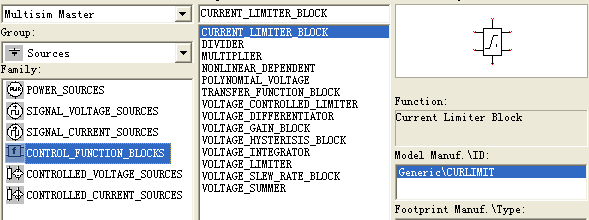 Multisim Master
Group:
Sources
Family:
POWER_SOURCES
SIGNAL_VOLTAGE_SOURCES
SIGNAL_CURRENT_SOURCES
CONTROL_FUNCTION_BLOCKS
CONTROLLED_VOLTAGE_SOURCES
CONTROLLED_CURRENT_SOURCES
CURRENT_LIMITER_BLOCK
CURRENT_LIMITER_BLOCK
DIVIDER
MULTIPLIER
NONLINEAR_DEPENDENT
POLYNOMIAL_VOLTAGE
TRANSFER_FUNCTION_BLOCK
VOLTAGE_CONTROLLED_LIMITER
VOLTAGE_DIFFERENTIATOR
VOLTAGE_GAIN_BLOCK
VOLTAGE_HYSTERISIS_BLOCK
VOLTAGE_INTEGRATOR
VOLTAGE_LIMITER
VOLTAGE_SLEW_RATE_BLOCK
VOLTAGE_SUMMER
Function:
Current Limiter Block
Model Manuf.\ID:
Generic\CURLIMIT
Footprint Manuf.\Type: